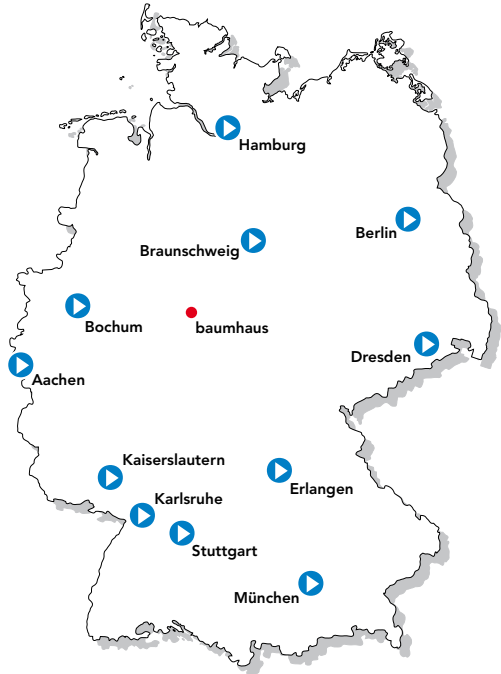 Hamburg
Berlin
Braunschweig
Bochum
baumhaus
Dresden
Aachen
Kaiserslautern
Erlangen
Karlsruhe
Stuttgart
München